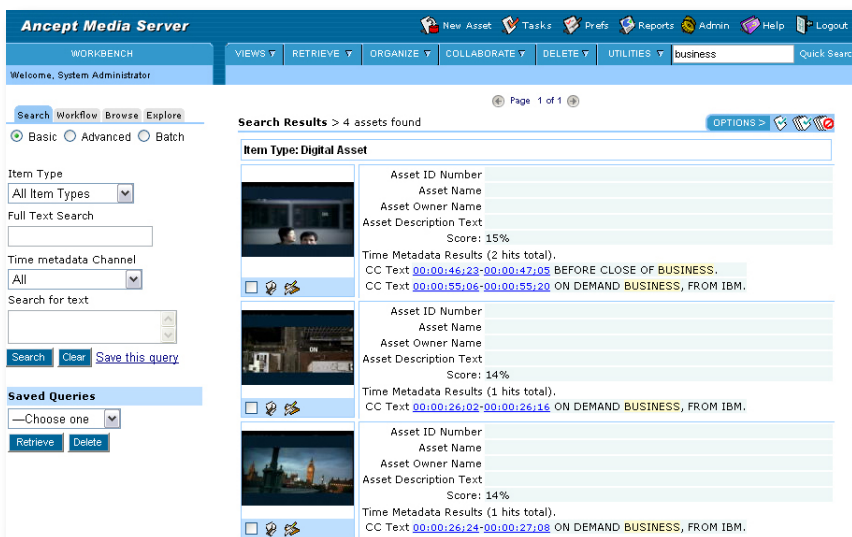 Ancept Media Server
New Asset Tasks Prefs Reports Admin Help Logout
WORKBENCH
VIEWS RETRIEVE ORGANIZE COLLABORATE DELETE UTILITIES business Quick Searc
Welcome, System Administrator
Page 1 of 1
Search Workflow Browse Explore
Basic Advanced Batch
Item Type
All Item Types
Full Text Search
Time metadata Channel
All
Search for text
Search Clear Save this query
Saved Queries
—Choose one
Retrieve Delete
Search Results > 4 assets found
OPTIONS >
Item Type: Digital Asset
Asset ID Number
Asset Name
Asset Owner Name
Asset Description Text
Score: 15%
Time Metadata Results (2 hits total).
CC Text 00:00:46;23-00:00:47;05 BEFORE CLOSE OF BUSINESS.
CC Text 00:00:55;06-00:00:55;20 ON DEMAND BUSINESS, FROM IBM.
ON
Asset ID Number
Asset Name
Asset Owner Name
Asset Description Text
Score: 14%
Time Metadata Results (1 hits total).
CC Text 00:00:26;02-00:00:26;16 ON DEMAND BUSINESS, FROM IBM.
Asset ID Number
Asset Name
Asset Owner Name
Asset Description Text
Score: 14%
Time Metadata Results (1 hits total).
CC Text 00:00:26;24-00:00:27;08 ON DEMAND BUSINESS, FROM IBM.